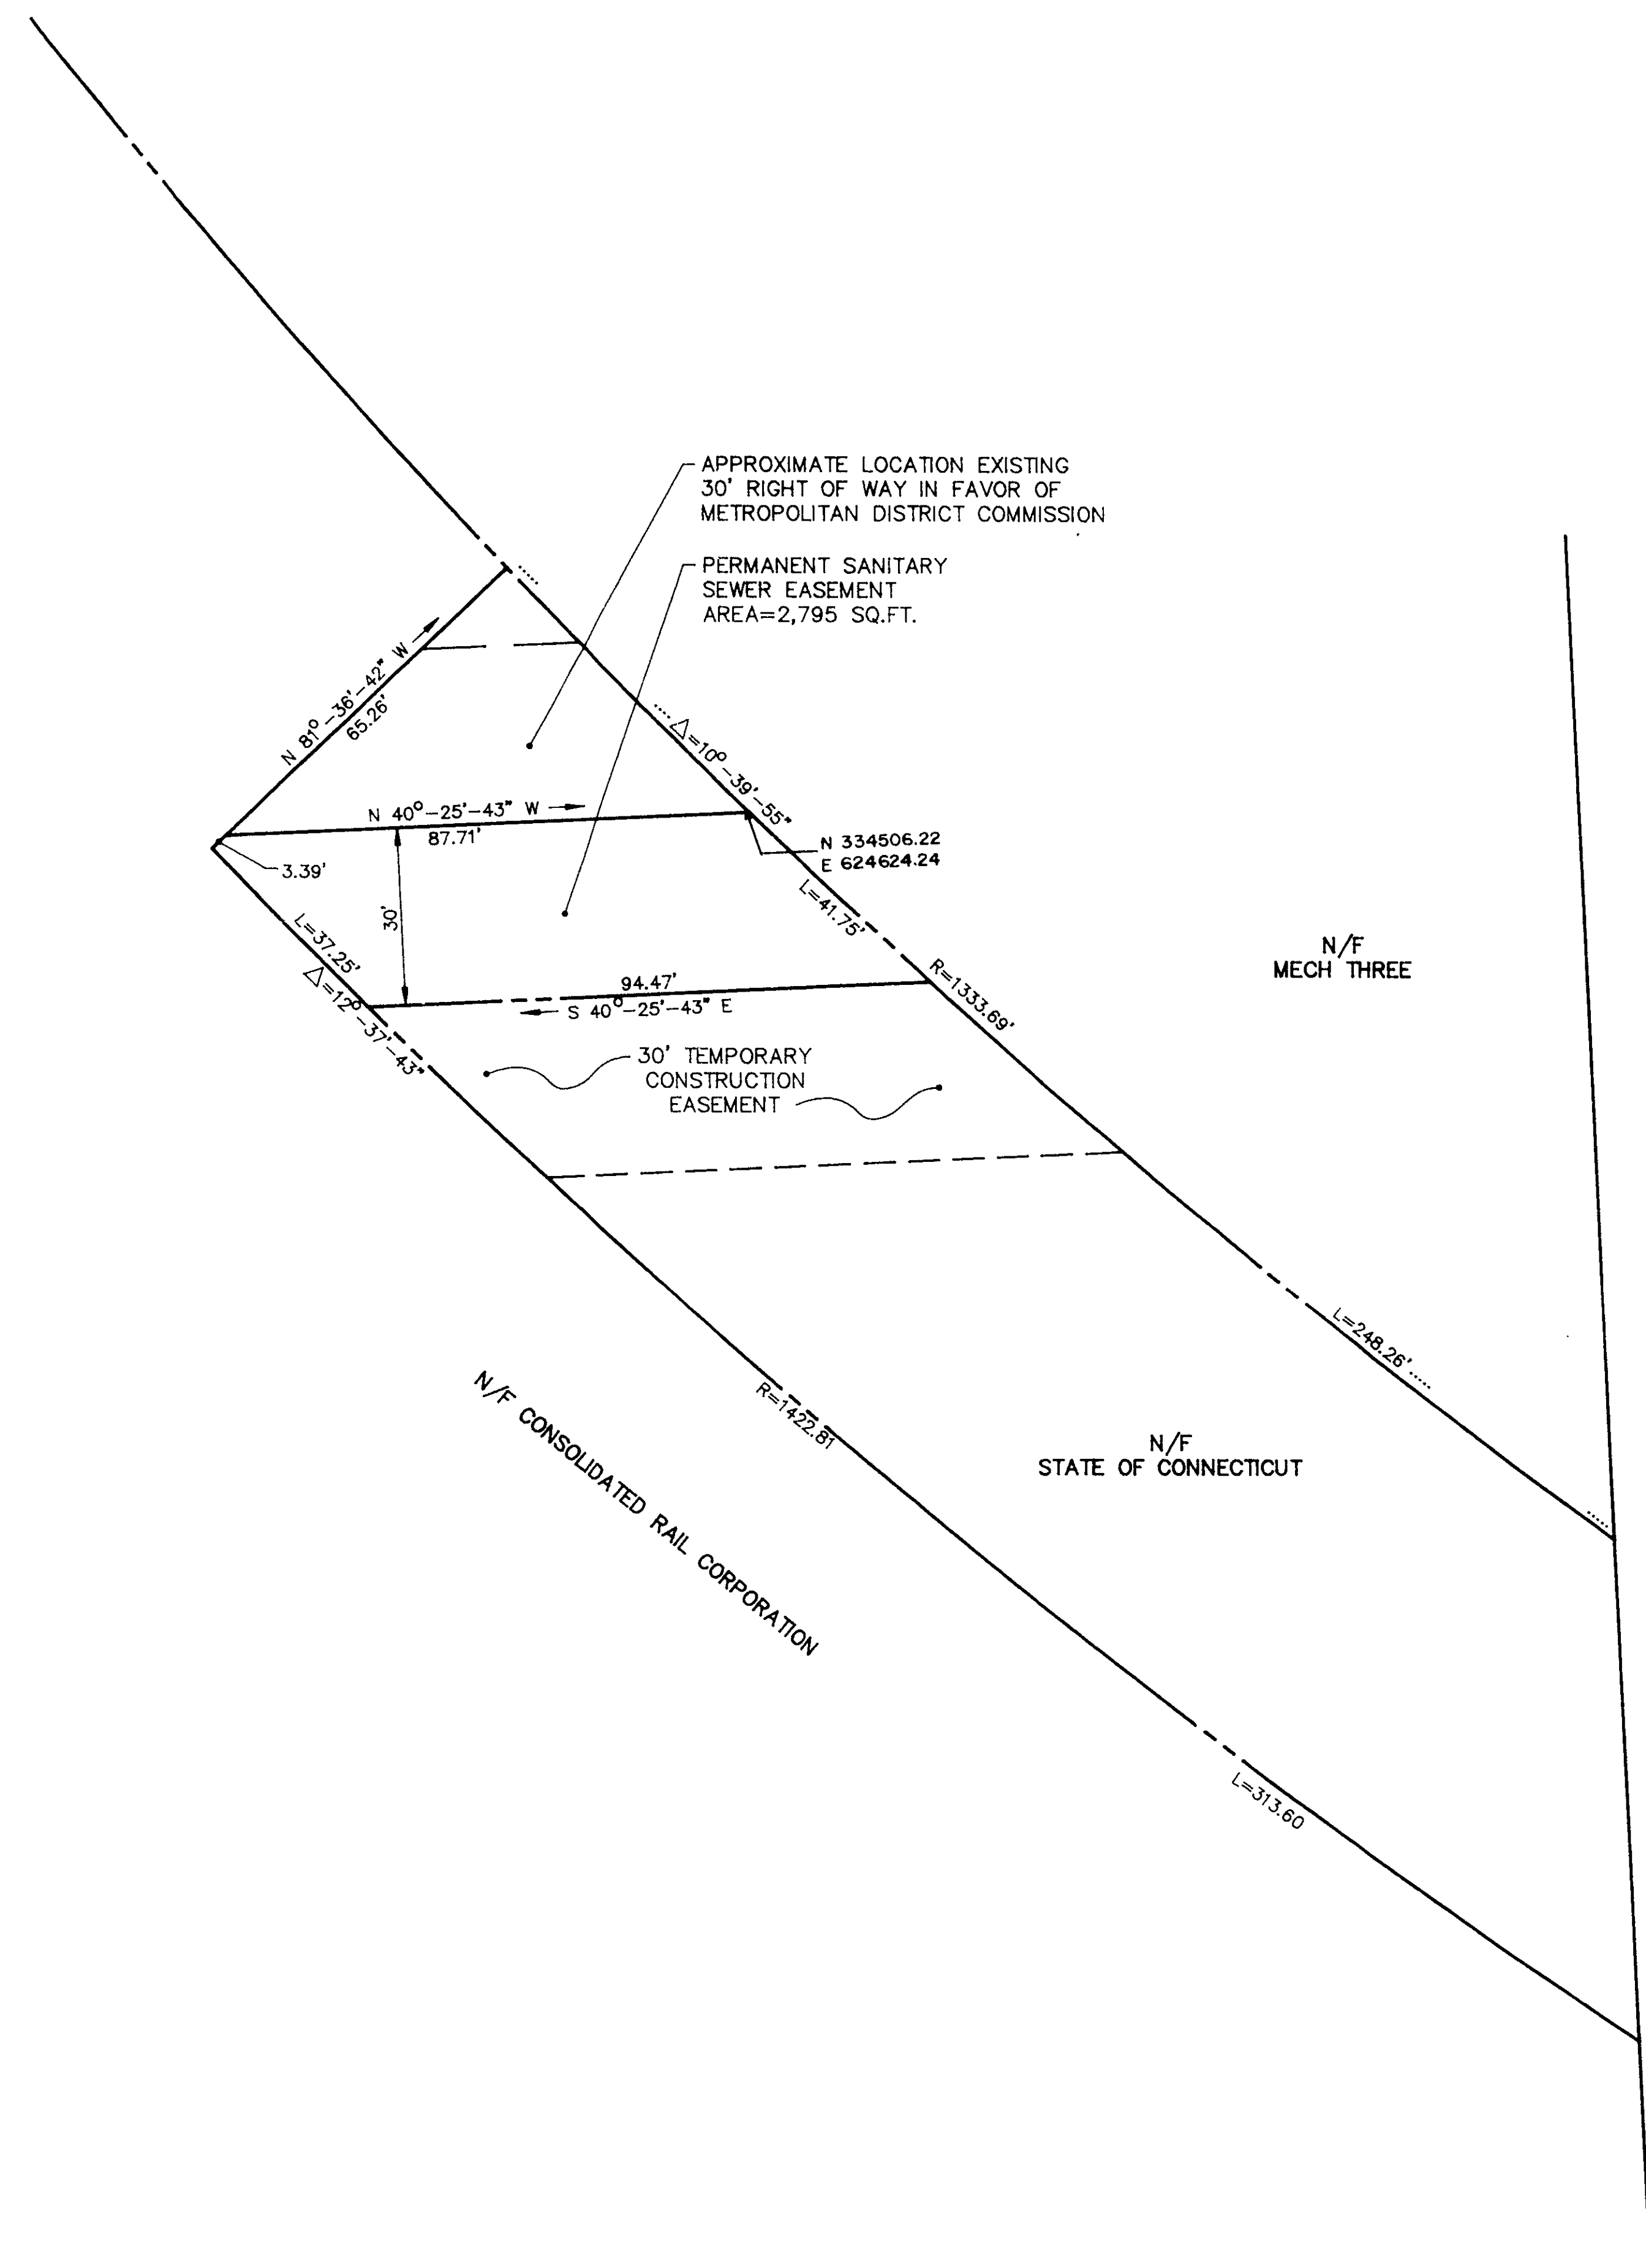 APPROXIMATE LOCATION EXISTING
30' RIGHT OF WAY IN FAVOR OF
METROPOLITAN DISTRICT COMMISSION
PERMANENT SANITARY
SEWER EASEMENT
AREA=2,795 SQ.FT.
N 81°-36'-42" W
65.26'
△=10°-39'-55"
N 40°-25'-43" W
87.71'
N 334506.22
E 624624.24
3.39'
L=41.75'
30'
L=37.25'
△=12°-37'-43"
94.47'
S 40°-25'-43" E
R=1333.69'
N/F
MECH THREE
30' TEMPORARY
CONSTRUCTION
EASEMENT
L=248.26'
R=1422.81
N/F CONSOLIDATED RAIL CORPORATION
N/F
STATE OF CONNECTICUT
L=313.60